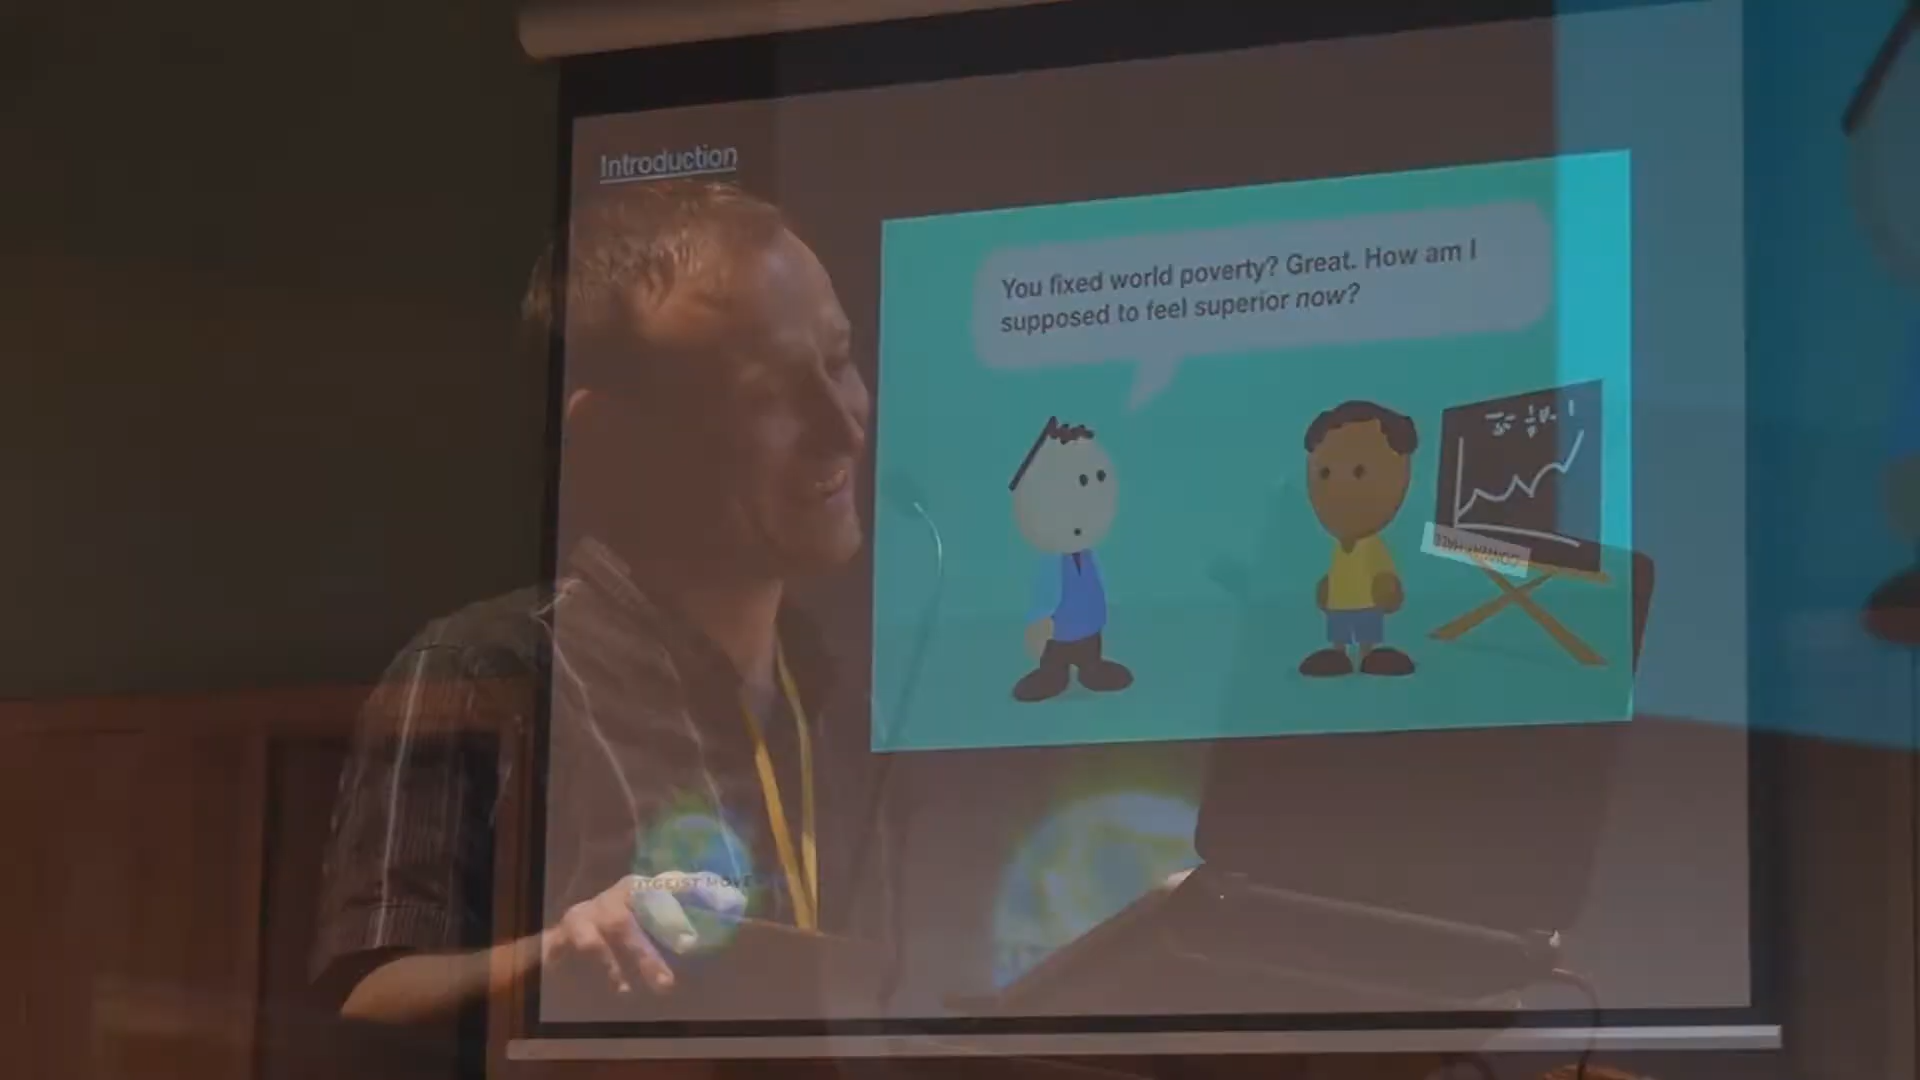 Introduction
You fixed world poverty? Great. How am I
supposed to feel superior now?